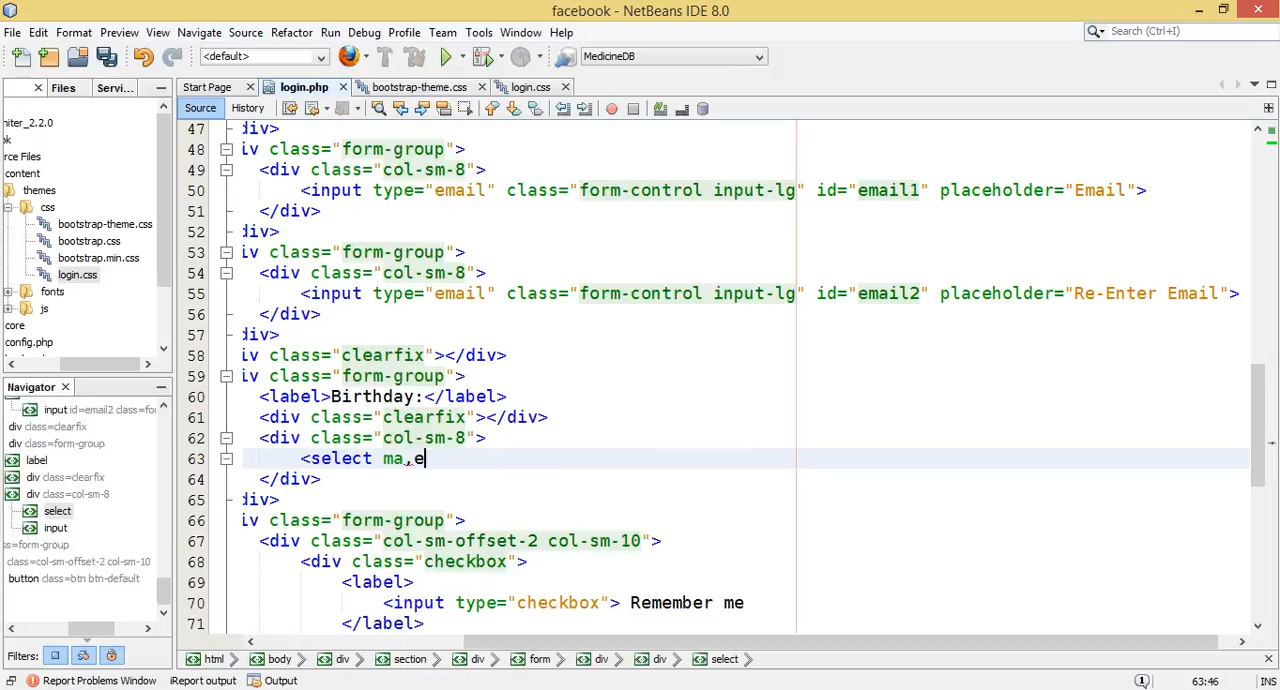 facebook - NetBeans IDE 8.0
File Edit Format Preview View Navigate Source Refactor Run Debug Profile Team Tools Window Help
Search (Ctrl+I)
<default> MedicineDB
Files Servi... Start Page login.php bootstrap-theme.css login.css
Source History
niter_2.2.0
ok
rce Files
content
themes
css
bootstrap-theme.css
bootstrap.css
bootstrap.min.css
login.css
fonts
js
core
config.php
Navigator
input id=email2 class=for
div class=clearfix
div class=form-group
label
div class=clearfix
div class=col-sm-8
select
input
ss=form-group
class=col-sm-offset-2 col-sm-10
button class=btn btn-default
Filters:
47 div>
48 iv class="form-group">
49 <div class="col-sm-8">
50 <input type="email" class="form-control input-lg" id="email1" placeholder="Email">
51 </div>
52 div>
53 iv class="form-group">
54 <div class="col-sm-8">
55 <input type="email" class="form-control input-lg" id="email2" placeholder="Re-Enter Email">
56 </div>
57 div>
58 iv class="clearfix"></div>
59 iv class="form-group">
60 <label>Birthday:</label>
61 <div class="clearfix"></div>
62 <div class="col-sm-8">
63 <select ma,e
64 </div>
65 div>
66 iv class="form-group">
67 <div class="col-sm-offset-2 col-sm-10">
68 <div class="checkbox">
69 <label>
70 <input type="checkbox"> Remember me
71 </label>
html body div section div form div div select
Report Problems Window iReport output Output 1 63:46 INS